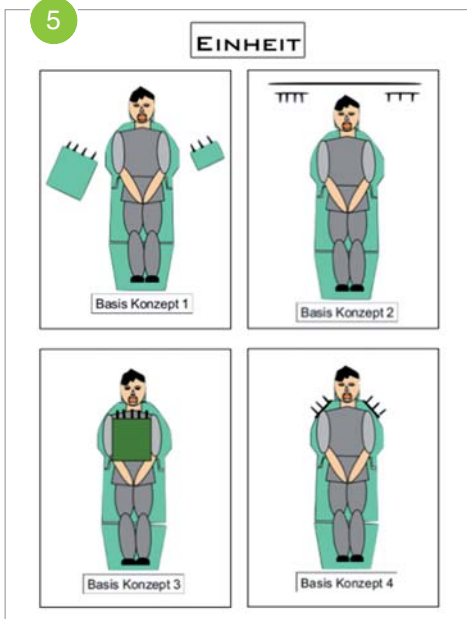 5
EINHEIT
Basis Konzept 1
Basis Konzept 2
Basis Konzept 3
Basis Konzept 4